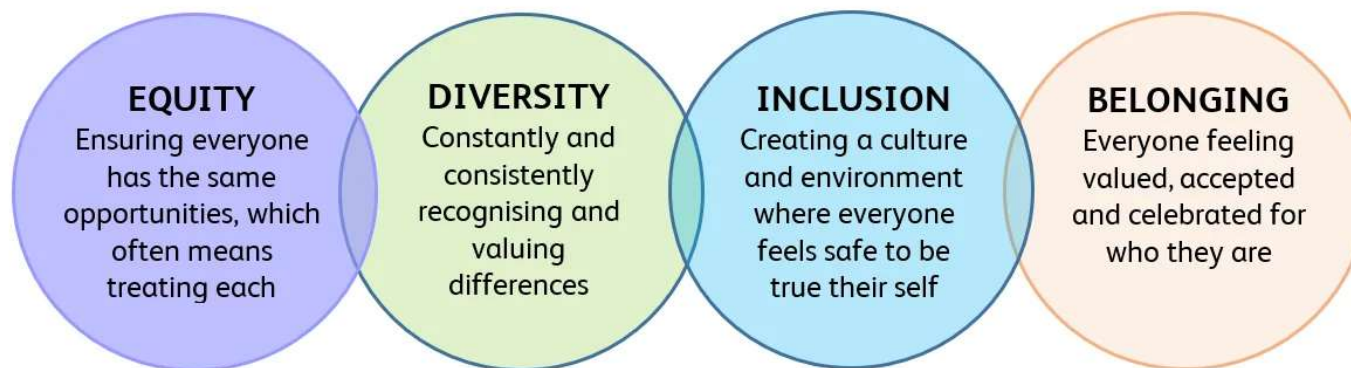 EQUITY
Ensuring everyone
has the same
opportunities, which
often means
treating each
DIVERSITY
Constantly and
consistently
recognising and
valuing
differences
INCLUSION
Creating a culture
and environment
where everyone
feels safe to be
true their self
BELONGING
Everyone feeling
valued, accepted
and celebrated for
who they are